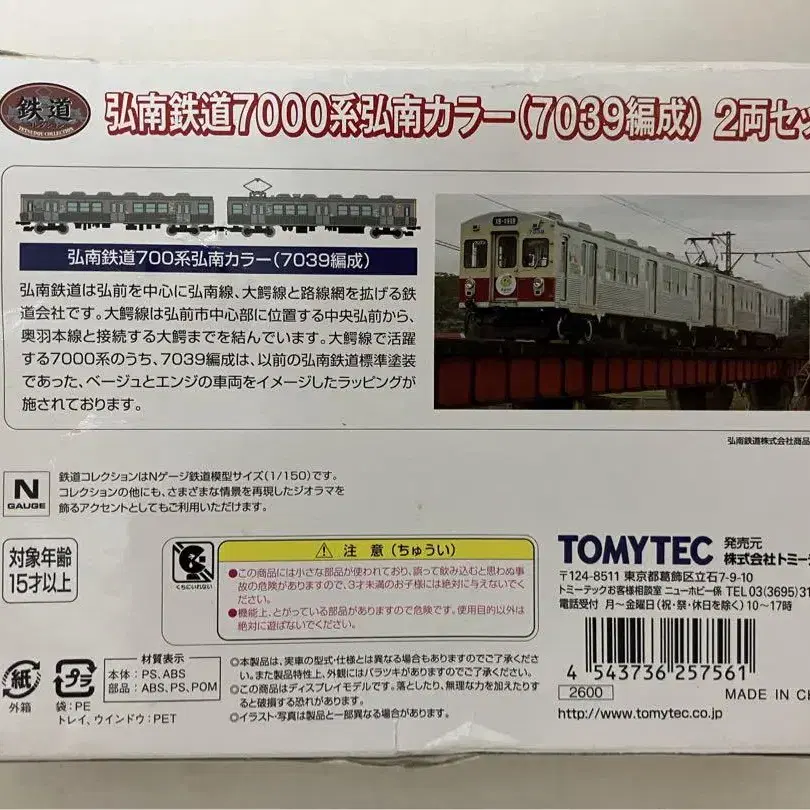 鉄道
コレクション
TETSUDOU COLLECTION
弘南鉄道7000系弘南カラー(7039編成) 2両セッ
弘南鉄道700系弘南カラー(7039編成)
弘南鉄道は弘前を中心に弘南線、大鰐線と路線網を拡げる鉄
道会社です。大鰐線は弘前市中心部に位置する中央弘前から、
奥羽本線と接続する大鰐までを結んでいます。大鰐線で活躍
する7000系のうち、7039編成は、以前の弘南鉄道標準塗装
であった、ベージュとエンジの車両をイメージしたラッピングが
施されております。
弘南鉄道株式会社商品
N
GAUGE
鉄道コレクションはNゲージ鉄道模型サイズ(1/150)です。
コレクションの他にも、さまざまな情景を再現したジオラマを
飾るアクセントとしてもご利用いただけます。
対象年齢
15才以上
くちにいれない
注意(ちゅうい)
●この商品には小さな部品が使われており、誤って飲み込むと思わぬ事
故の危険がありますので、3才未満のお子様には絶対に与えないでく
ださい。
●機能上、とがっている部品がありますので危険です。使用目的以外は
絶対に遊ばないでください。
TOMYTEC
発売元
株式会社トミーテ
〒124-8511 東京都葛飾区立石7-9-10
トミーテックお客様相談室 ニューホビー係 TEL 03(3695)31
電話受付 月〜金曜日(祝・祭・休日を除く)10〜17時
紙
外箱
プラ
袋:PE
トレイ、ウインドウ:PET
材質表示
本体:PS、ABS
部品:ABS、PS、POM
◎本製品は、実車の型式・仕様とは異なる場合もありますのでご了承くださ
い。また製品特性上、外観にはバラツキがありますのでご了承ください。
◎この商品はディスプレイモデルです。落としたり、無理な力を加えたりす
ると破損する恐れがあります。
◎イラスト・写真は製品と一部異なる場合があります。
4 543736 257561
2600
MADE IN CH
http://www.tomytec.co.jp